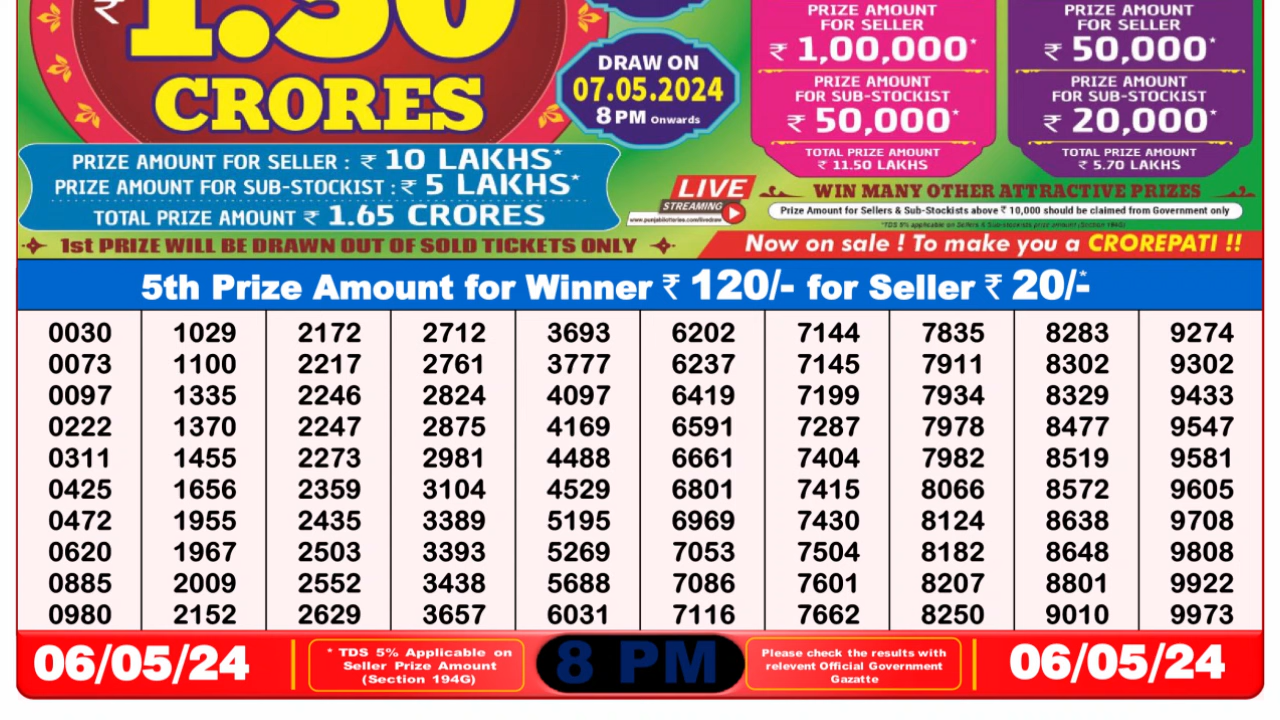 ₹ 1.50
CRORES
DRAW ON
07.05.2024
8 PM Onwards
PRIZE AMOUNT
FOR SELLER
₹ 1,00,000*
PRIZE AMOUNT
FOR SUB-STOCKIST
₹ 50,000*
TOTAL PRIZE AMOUNT
₹ 11.50 LAKHS
PRIZE AMOUNT
FOR SELLER
₹ 50,000*
PRIZE AMOUNT
FOR SUB-STOCKIST
₹ 20,000*
TOTAL PRIZE AMOUNT
₹ 5.70 LAKHS
PRIZE AMOUNT FOR SELLER : ₹ 10 LAKHS*
PRIZE AMOUNT FOR SUB-STOCKIST : ₹ 5 LAKHS*
TOTAL PRIZE AMOUNT ₹ 1.65 CRORES
LIVE
STREAMING
www.punjablotteries.com/livedraw
WIN MANY OTHER ATTRACTIVE PRIZES
Prize Amount for Sellers & Sub-Stockists above ₹ 10,000 should be claimed from Government only
1st PRIZE WILL BE DRAWN OUT OF SOLD TICKETS ONLY
Now on sale ! To make you a CROREPATI !!
5th Prize Amount for Winner ₹ 120/- for Seller ₹ 20/-*
0030 1029 2172 2712 3693 6202 7144 7835 8283 9274
0073 1100 2217 2761 3777 6237 7145 7911 8302 9302
0097 1335 2246 2824 4097 6419 7199 7934 8329 9433
0222 1370 2247 2875 4169 6591 7287 7978 8477 9547
0311 1455 2273 2981 4488 6661 7404 7982 8519 9581
0425 1656 2359 3104 4529 6801 7415 8066 8572 9605
0472 1955 2435 3389 5195 6969 7430 8124 8638 9708
0620 1967 2503 3393 5269 7053 7504 8182 8648 9808
0885 2009 2552 3438 5688 7086 7601 8207 8801 9922
0980 2152 2629 3657 6031 7116 7662 8250 9010 9973
06/05/24
* TDS 5% Applicable on
Seller Prize Amount
(Section 194G)
8 PM
Please check the results with
relevent Official Government
Gazatte
06/05/24